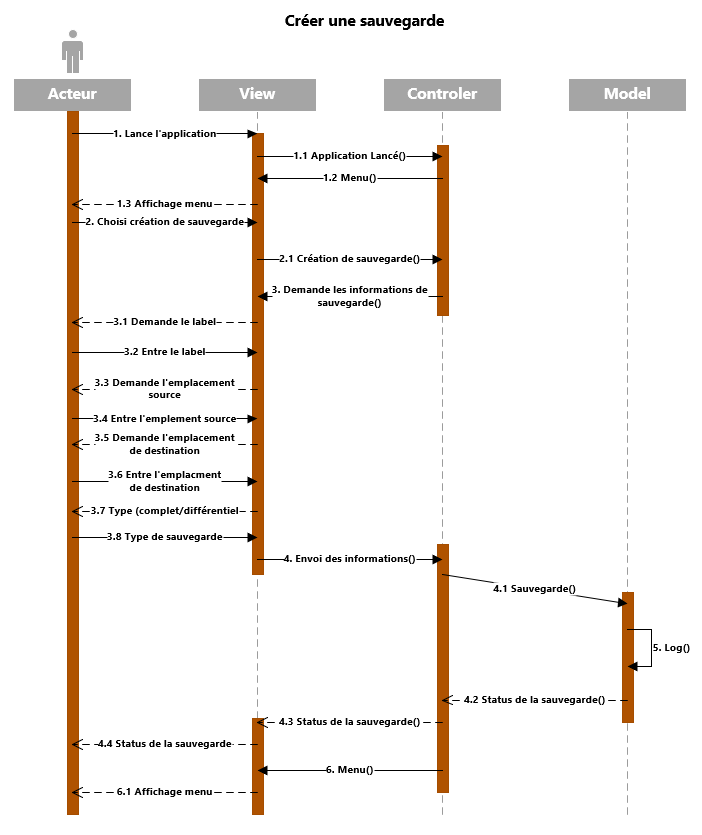 Créer une sauvegarde
Acteur
View
Controler
Model
1. Lance l'application
1.1 Application Lancé()
1.2 Menu()
1.3 Affichage menu
2. Choisi création de sauvegarde
2.1 Création de sauvegarde()
3. Demande les informations de
sauvegarde()
3.1 Demande le label
3.2 Entre le label
3.3 Demande l'emplacement
source
3.4 Entre l'emplement source
3.5 Demande l'emplacement
de destination
3.6 Entre l'emplacment
de destination
3.7 Type (complet/différentiel
3.8 Type de sauvegarde
4. Envoi des informations()
4.1 Sauvegarde()
5. Log()
4.2 Status de la sauvegarde()
4.3 Status de la sauvegarde()
4.4 Status de la sauvegarde
6. Menu()
6.1 Affichage menu